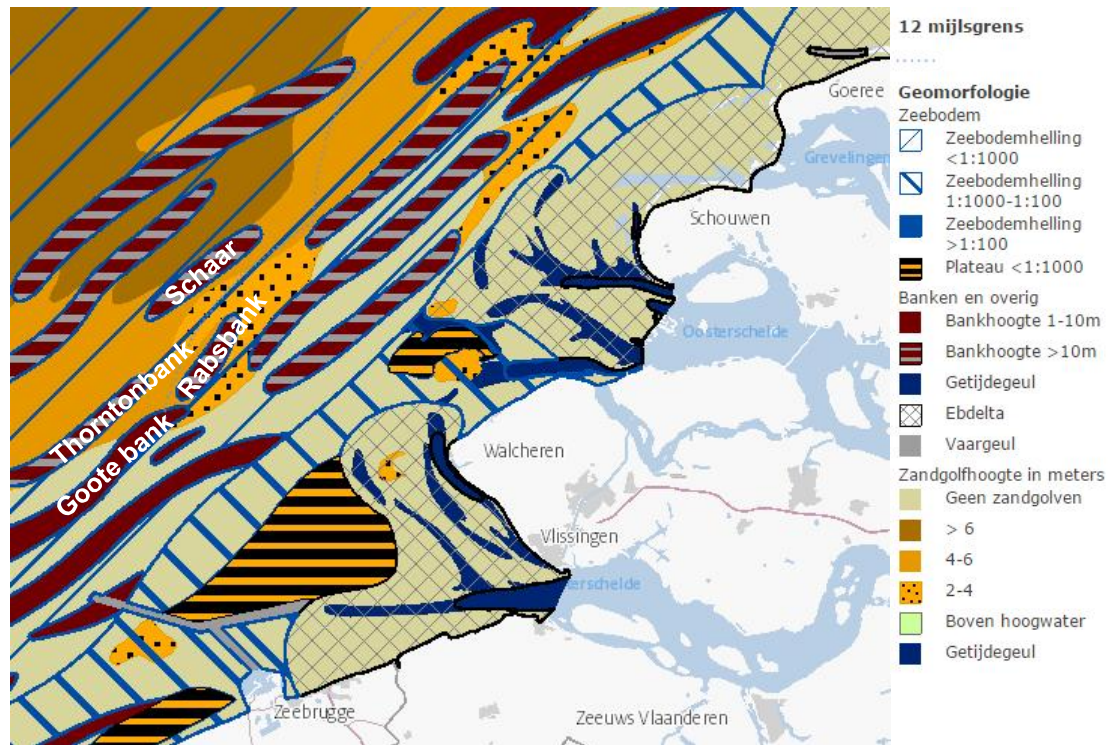 Goeree
Grevelingen
Schouwen
Schaar
Oosterschelde
Rabsbank
Thorntonbank
Goote bank
Walcheren
Vlissingen
erschelde
Zeebrugge
Zeeuws Vlaanderen
12 mijlsgrens
Geomorfologie
Zeebodem
Zeebodemhelling
<1:1000
Zeebodemhelling
1:1000-1:100
Zeebodemhelling
>1:100
Plateau <1:1000
Banken en overig
Bankhoogte 1-10m
Bankhoogte >10m
Getijdegeul
Ebdelta
Vaargeul
Zandgolfhoogte in meters
Geen zandgolven
> 6
4-6
2-4
Boven hoogwater
Getijdegeul